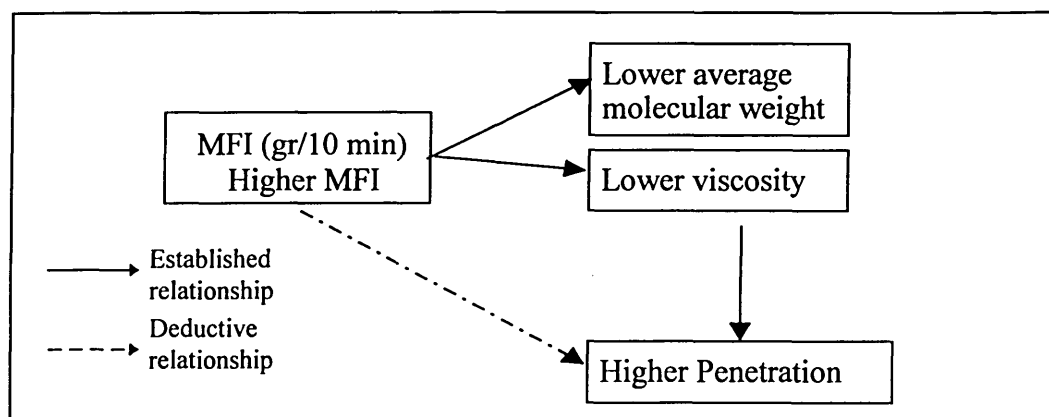 Lower average
molecular weight
MFI (gr/10 min)
Higher MFI
Lower viscosity
Established
relationship
Deductive
relationship
Higher Penetration